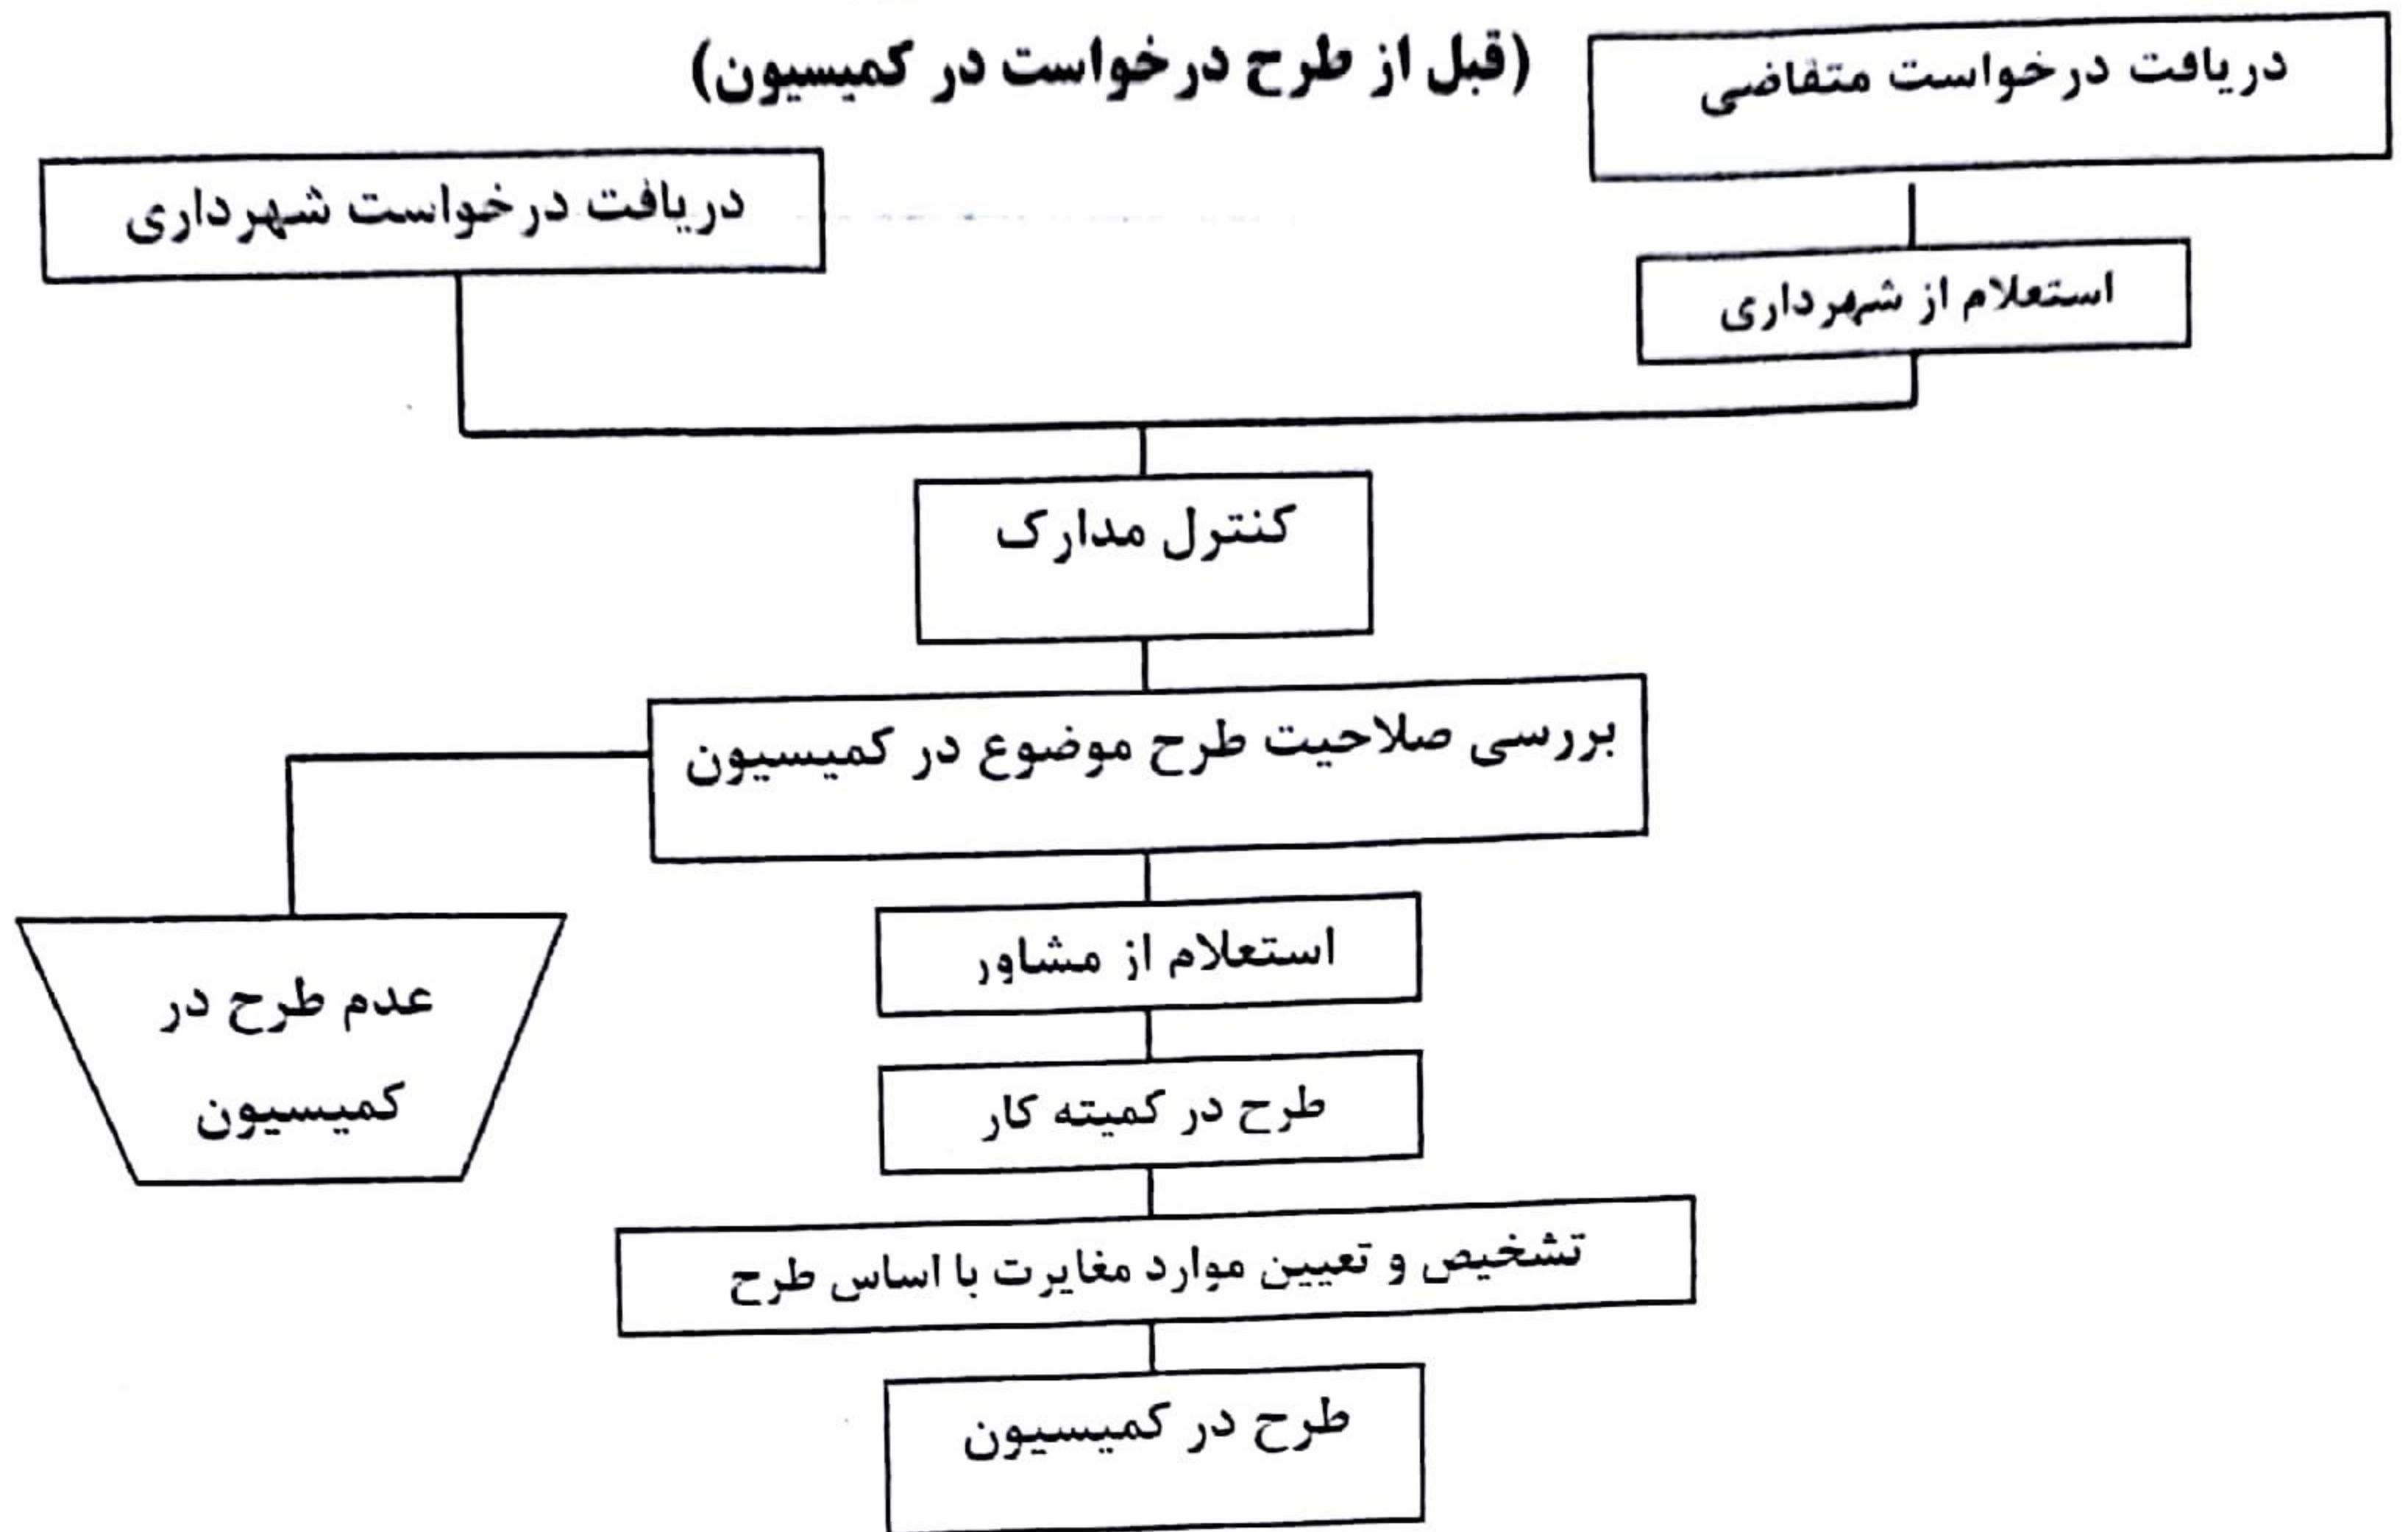 (قبل از طرح درخواست در کمیسیون)
دریافت درخواست متقاضی
دریافت درخواست شهرداری
استعلام از شهرداری
کنترل مدارک
بررسی صلاحیت طرح موضوع در کمیسیون
استعلام از مشاور
عدم طرح در
کمیسیون
طرح در کمیته کار
تشخیص و تعیین موارد مغایرت با اساس طرح
طرح در کمیسیون